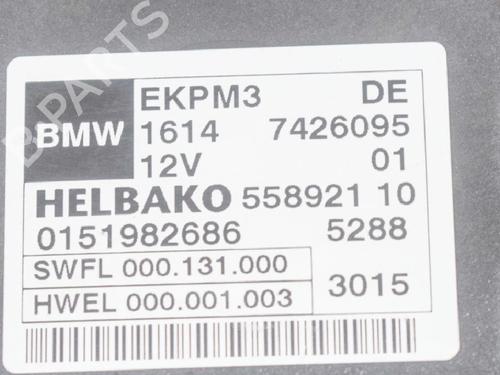 B-PARTS
EKPM3 DE
BMW 1614 7426095
12V 01
HELBAKO 558921 10
0151982686 5288
SWFL 000.131.000
HWEL 000.001.003 3015